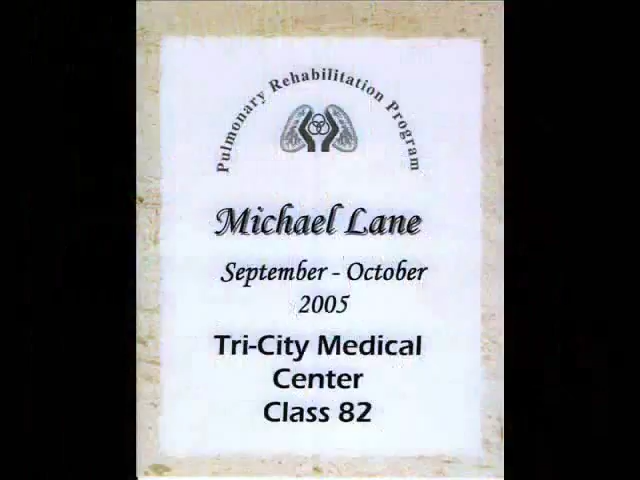 Pulmonary Rehabilitation Program
Michael Lane
September - October
2005
Tri-City Medical
Center
Class 82